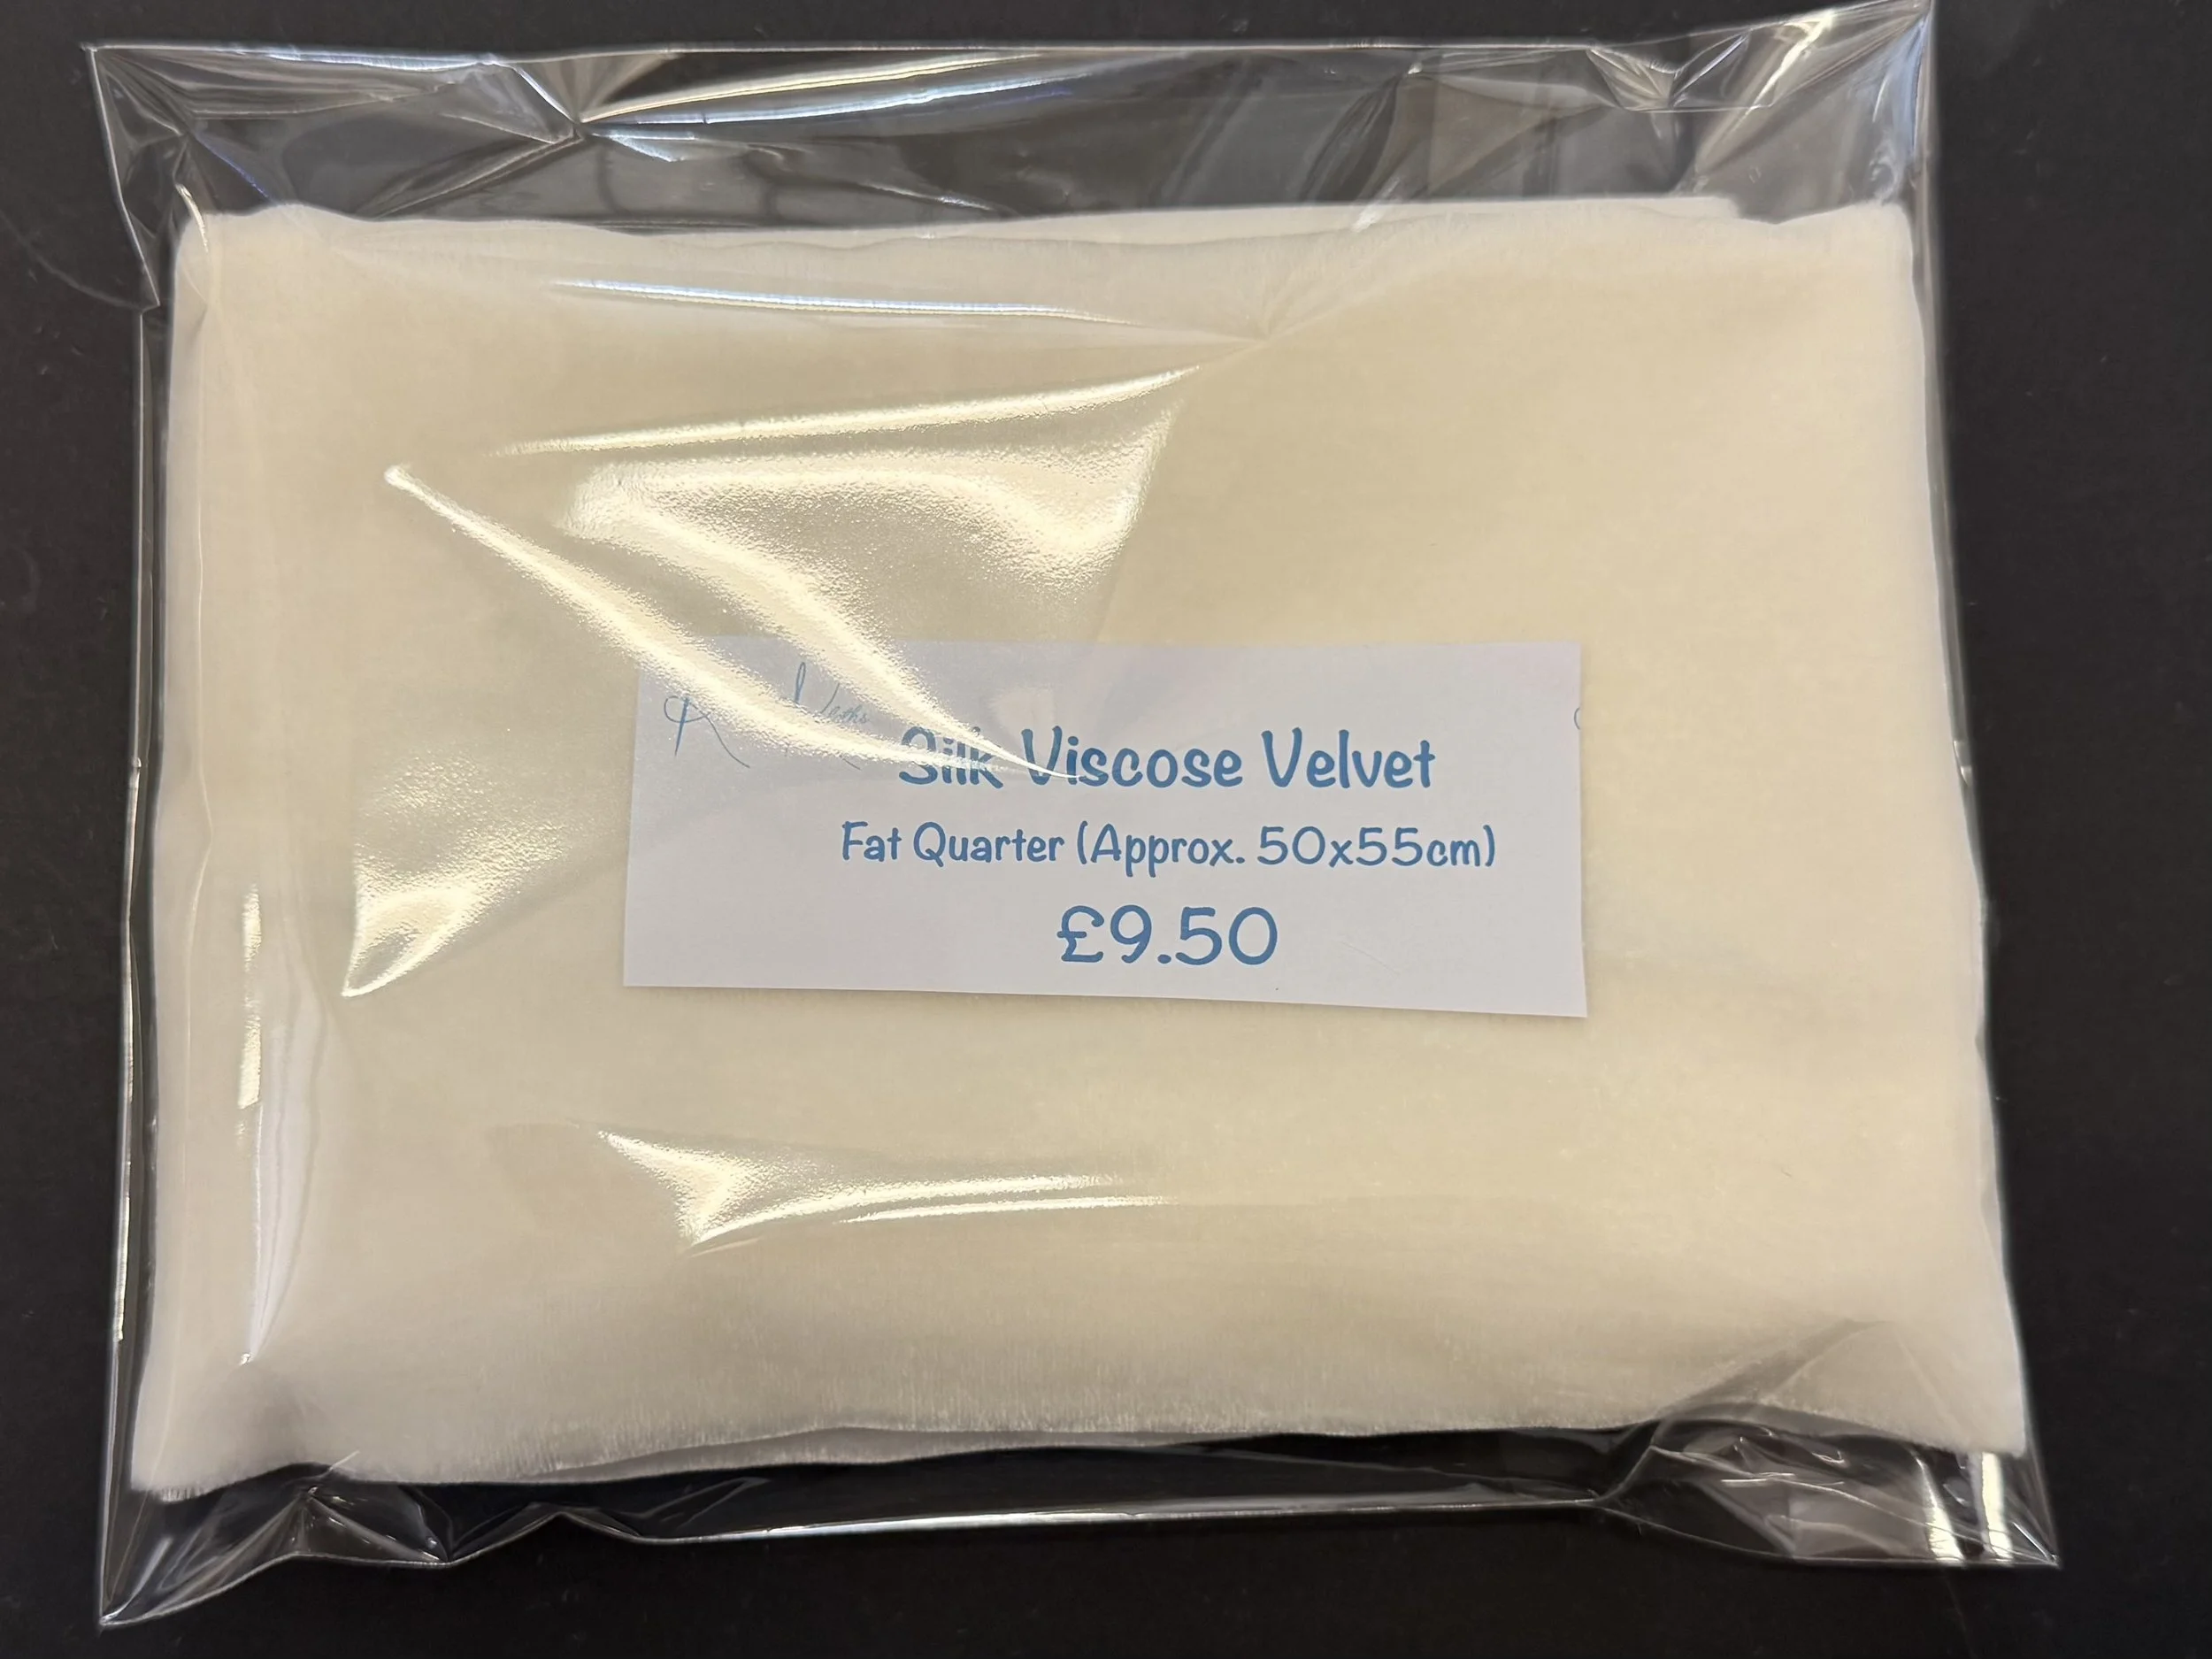 Silk Viscose Velvet
Fat Quarter (Approx. 50x55cm)
£9.50